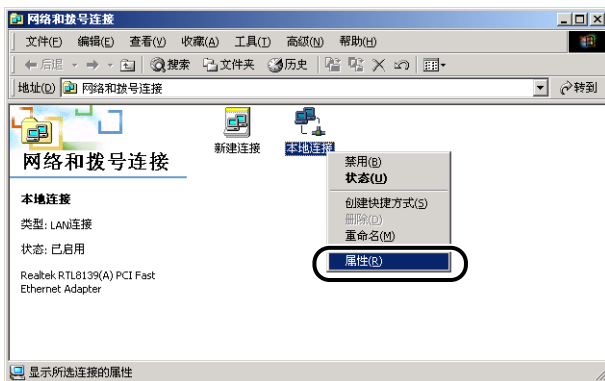 网络和拨号连接
文件(F) 编辑(E) 查看(V) 收藏(A) 工具(T) 高级(N) 帮助(H)
后退 搜索 文件夹 历史
地址(D) 网络和拨号连接 转到
网络和拨号连接
新建连接 本地连接
本地连接
类型: LAN连接
状态: 已启用
Realtek RTL8139(A) PCI Fast
Ethernet Adapter
禁用(B)
状态(U)
创建快捷方式(S)
删除(D)
重命名(M)
属性(R)
显示所选连接的属性